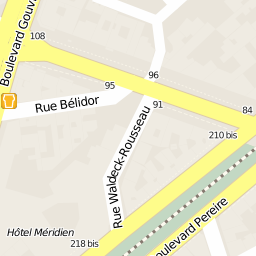 Boulevard Gouv
108
96
95
91
84
Rue Bélidor
Rue Waldeck-Rousseau
210 bis
Boulevard Pereire
Hôtel Méridien
218 bis